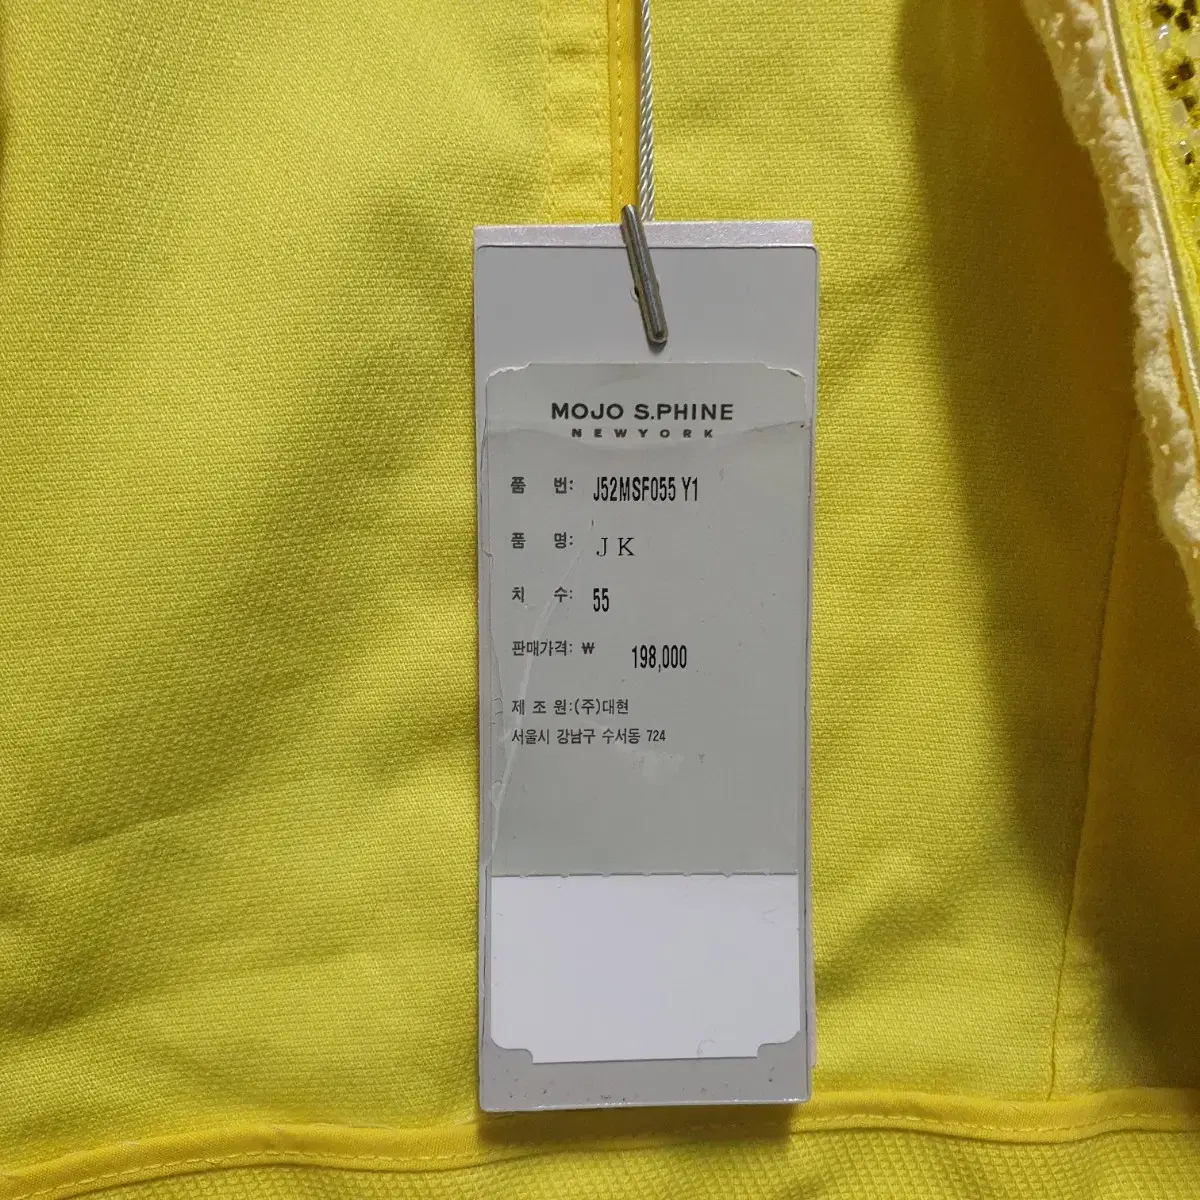 MOJO S.PHINE
NEWYORK
품 번: J52MSF055 Y1
품 명: JK
치 수: 55
판매가격: ₩ 198,000
제 조 원:(주)대현
서울시 강남구 수서동 724